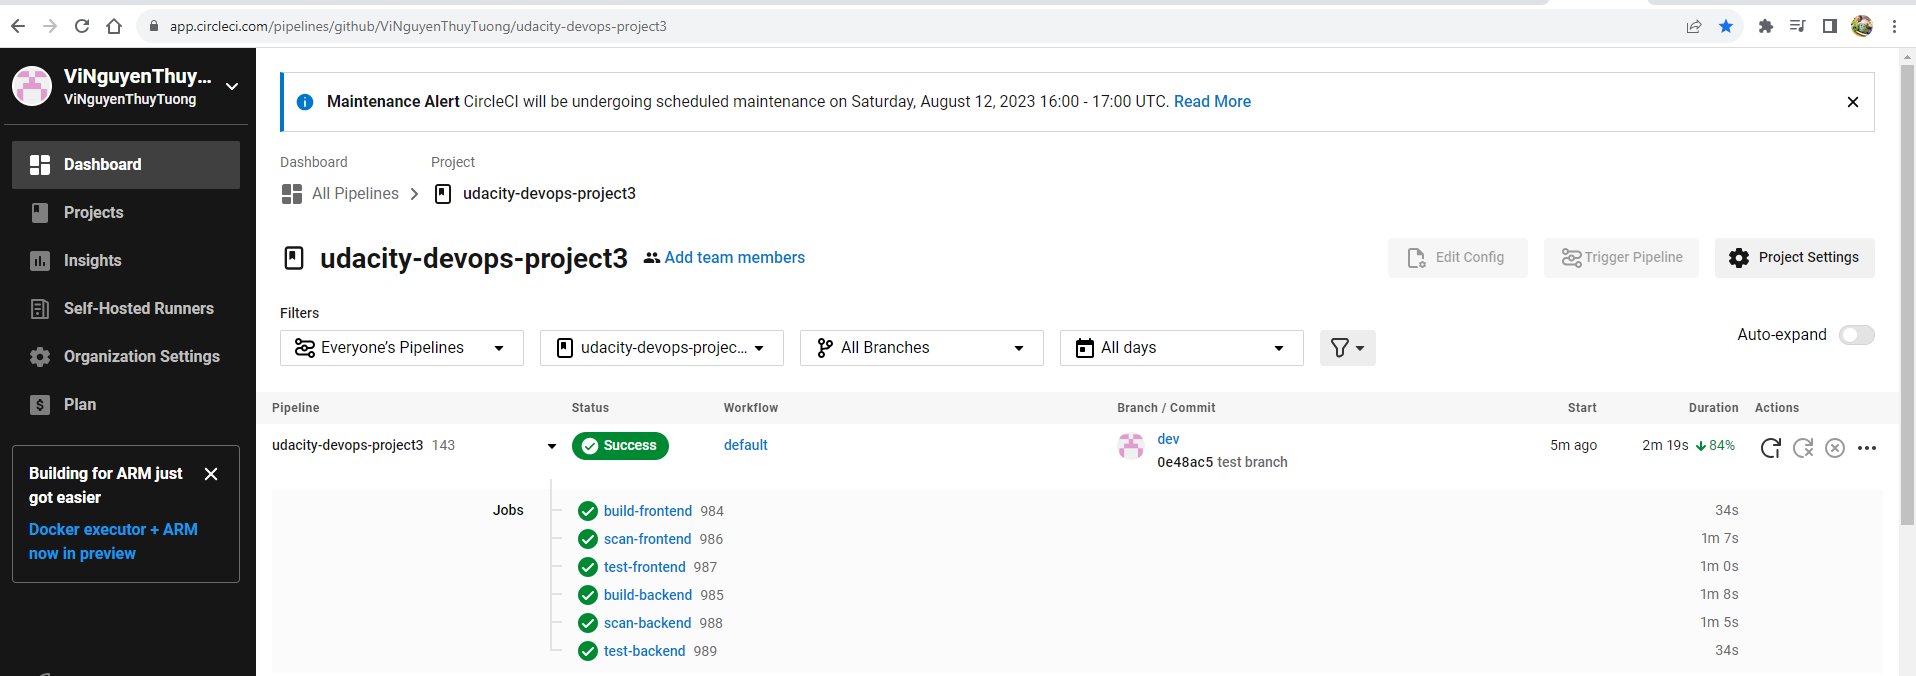 app.circleci.com/pipelines/github/ViNguyenThuyTuong/udacity-devops-project3
ViNguyenThuy...
ViNguyenThuyTuong
Dashboard
Projects
Insights
Self-Hosted Runners
Organization Settings
Plan
Building for ARM just
got easier
Docker executor + ARM
now in preview
Maintenance Alert CircleCI will be undergoing scheduled maintenance on Saturday, August 12, 2023 16:00 - 17:00 UTC. Read More
Dashboard Project
All Pipelines udacity-devops-project3
udacity-devops-project3 Add team members
Edit Config Trigger Pipeline Project Settings
Filters
Everyone's Pipelines udacity-devops-projec... All Branches All days
Auto-expand
Pipeline Status Workflow Branch / Commit Start Duration Actions
udacity-devops-project3 143 Success default dev 5m ago 2m 19s 84%
0e48ac5 test branch
Jobs build-frontend 984 34s
scan-frontend 986 1m 7s
test-frontend 987 1m 0s
build-backend 985 1m 8s
scan-backend 988 1m 5s
test-backend 989 34s